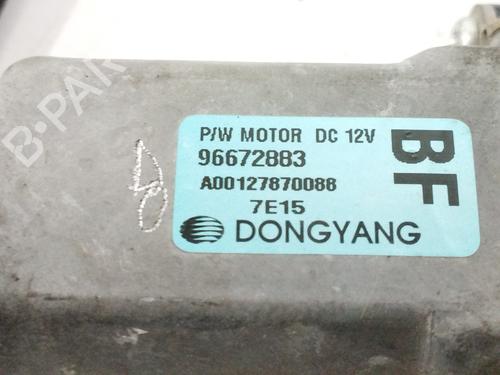 P/W MOTOR DC 12V
96672883
A00127870088
7E15
DONGYANG
BF
B-PAR